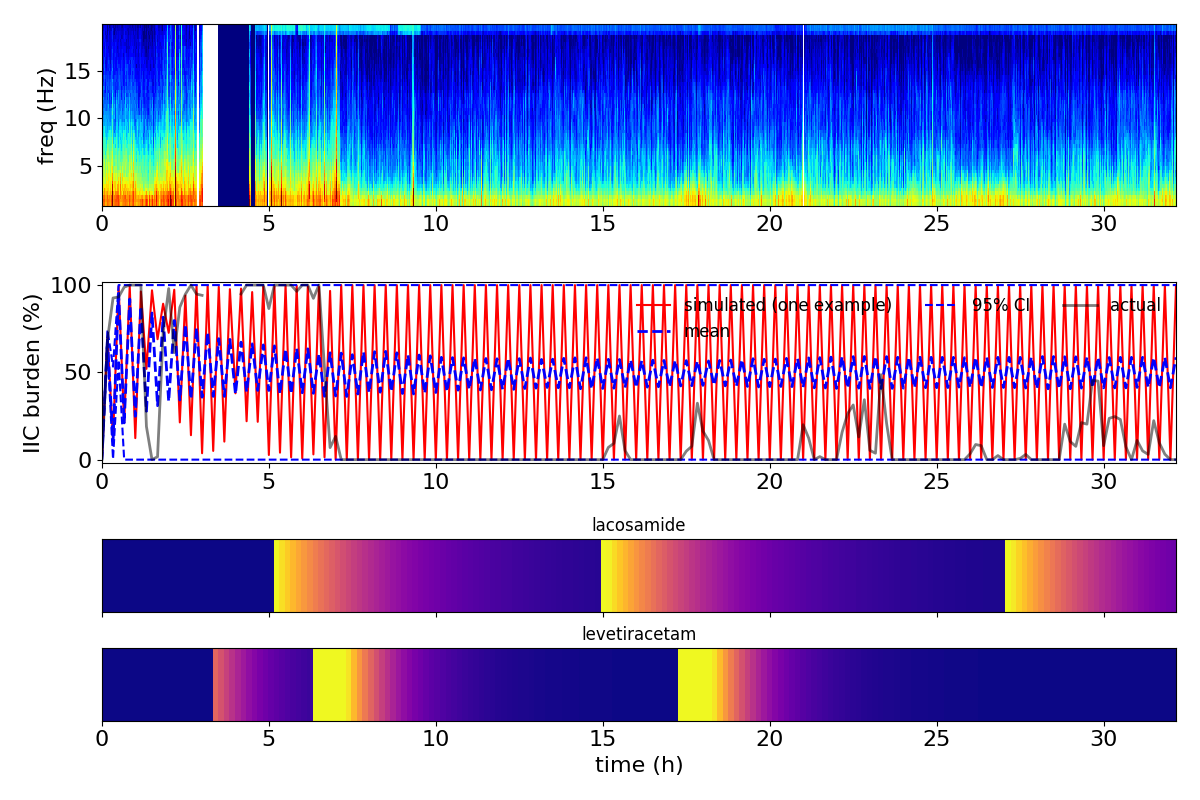 freq (Hz)
15
10
5
0 5 10 15 20 25 30
IIC burden (%)
100
50
0
simulated (one example) 95% CI actual
mean
0 5 10 15 20 25 30
lacosamide
levetiracetam
0 5 10 15 20 25 30
time (h)